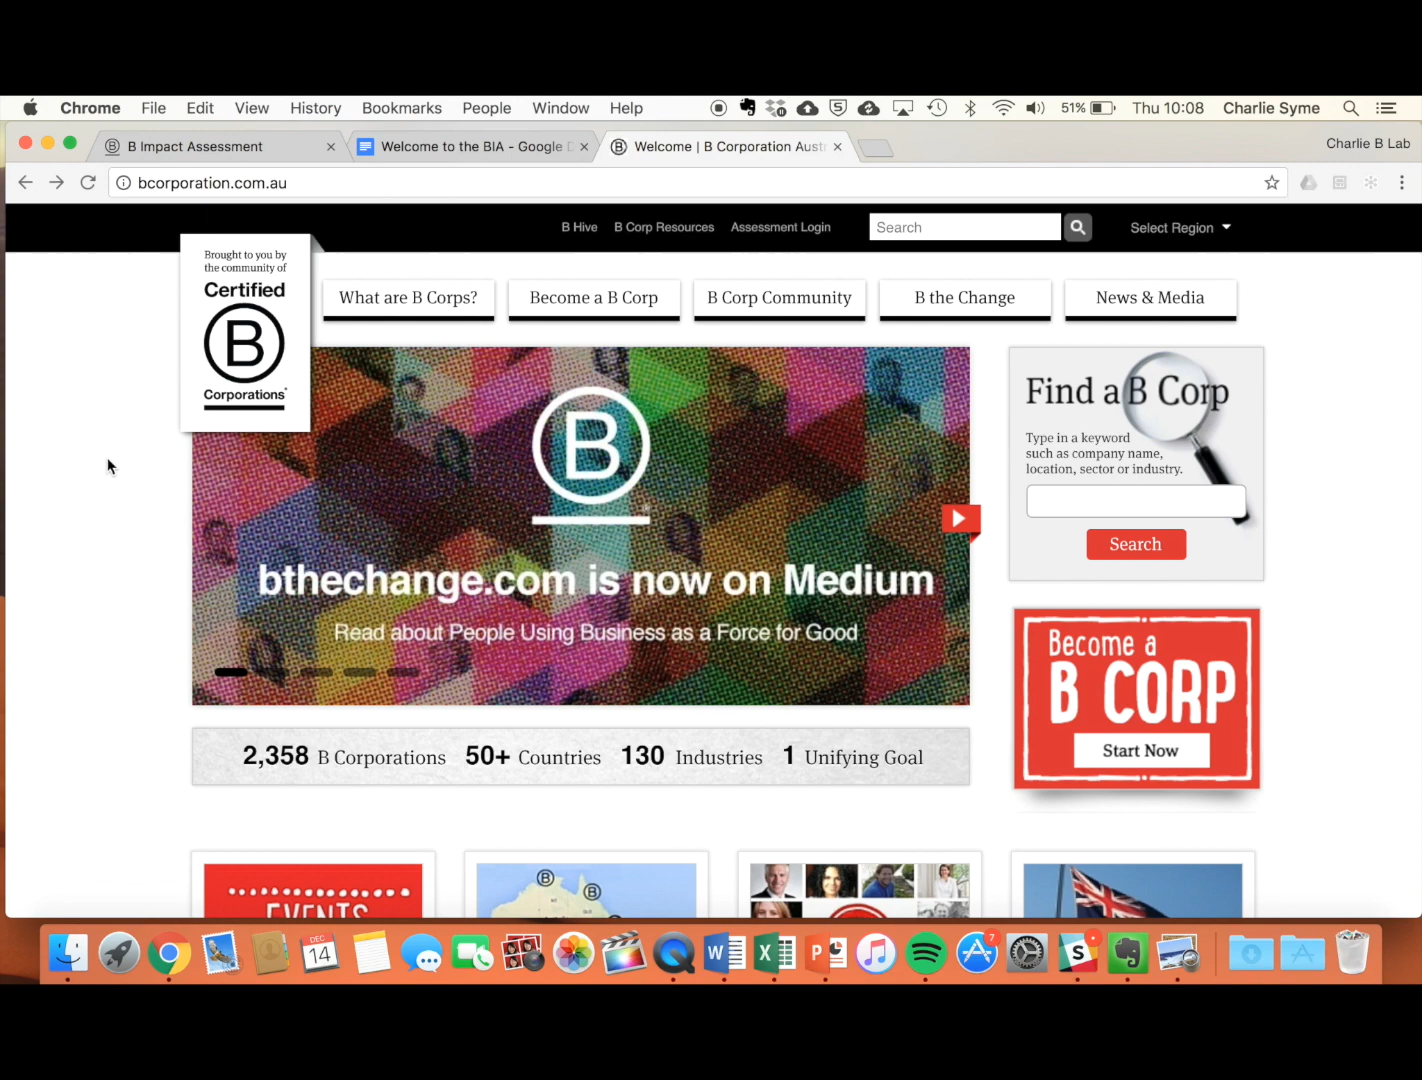 Chrome File Edit View History Bookmarks People Window Help 51% Thu 10:08 Charlie Syme
B Impact Assessment
Welcome to the BIA - Google D
Welcome | B Corporation Austr
Charlie B Lab
bcorporation.com.au
B Hive B Corp Resources Assessment Login Search Select Region
Brought to you by
the community of
Certified
B
Corporations
What are B Corps? Become a B Corp B Corp Community B the Change News & Media
B
bthechange.com is now on Medium
Read about People Using Business as a Force for Good
Find a B Corp
Type in a keyword
such as company name,
location, sector or industry.
Search
Become a
B CORP
Start Now
2,358 B Corporations 50+ Countries 130 Industries 1 Unifying Goal
EVENTS
B
B
DEC
14
7